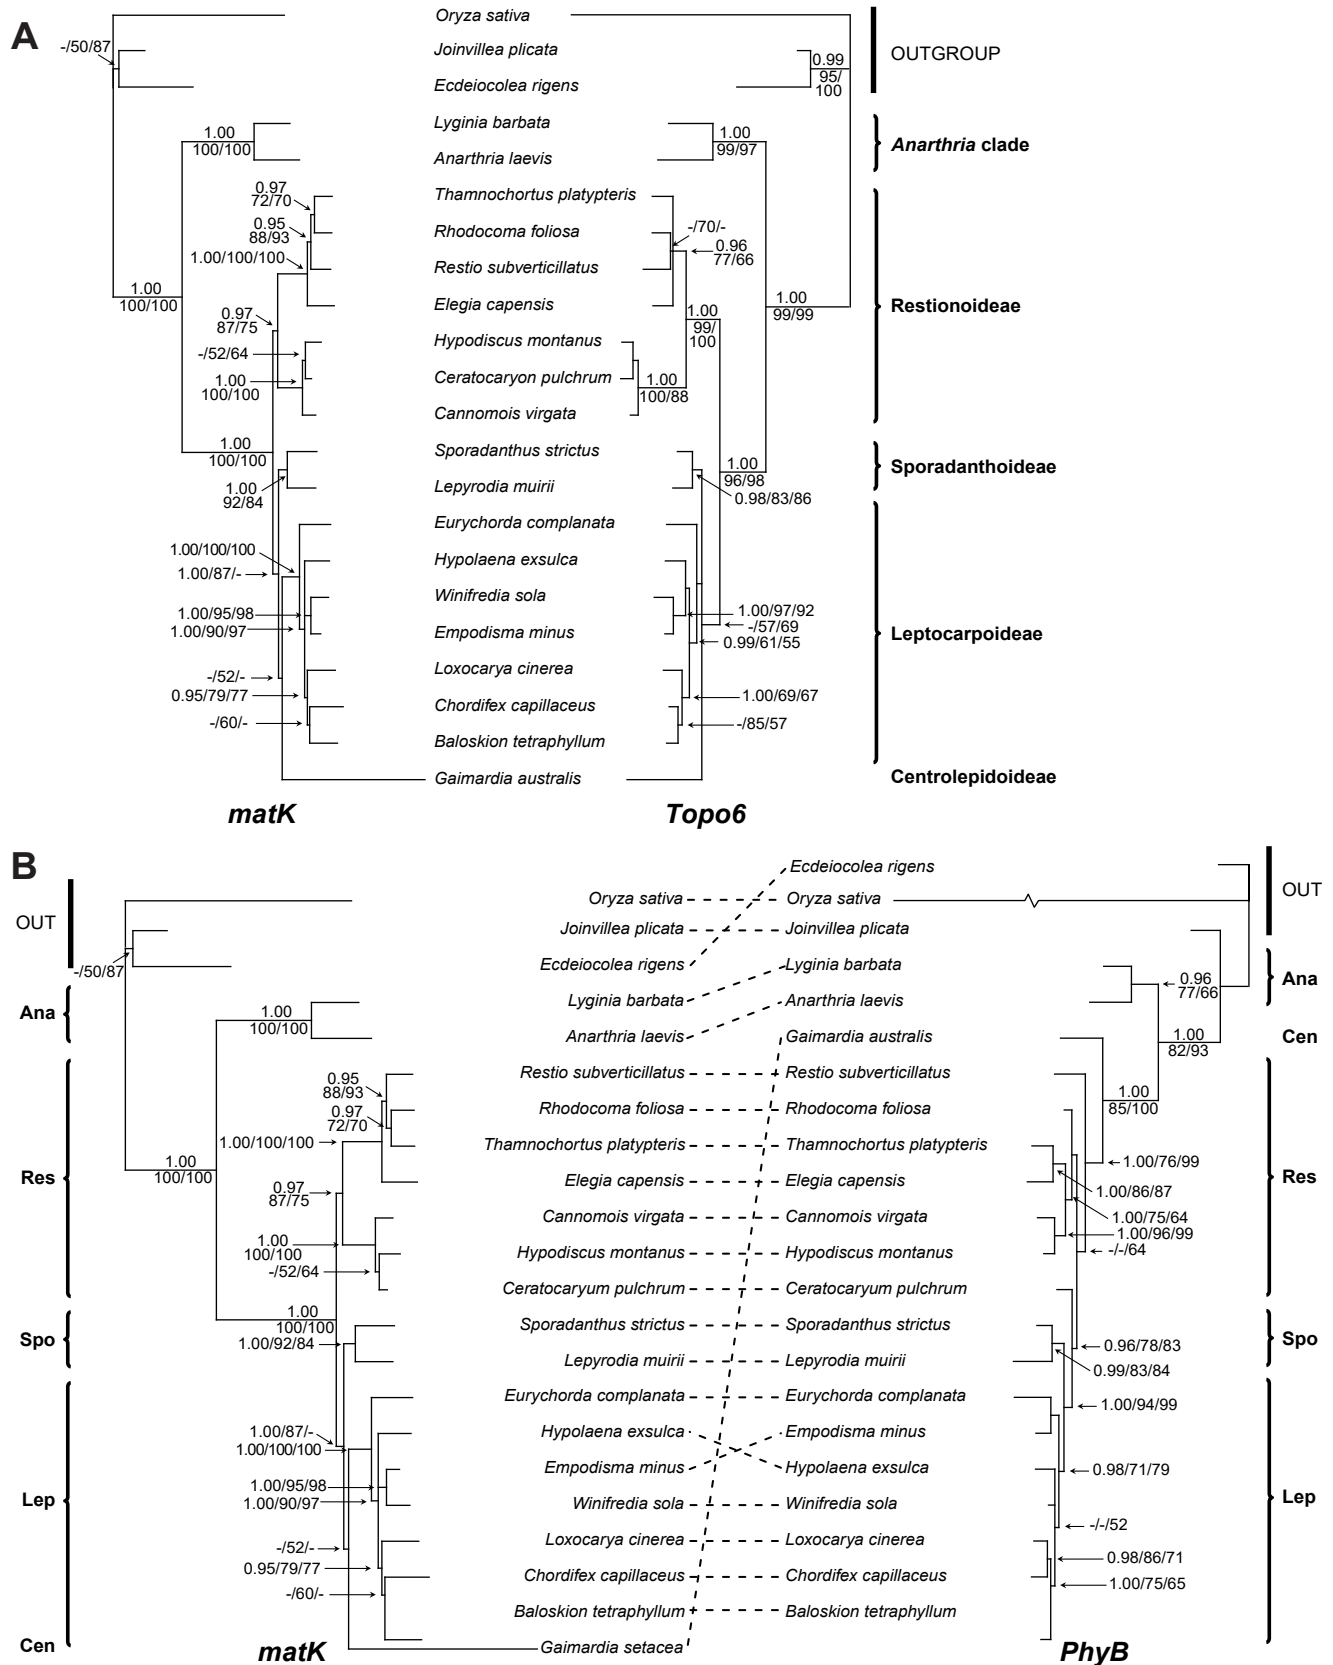 A
Oryza sativa
-/50/87
Joinvillea plicata
0.99
95/
100
OUTGROUP
Ecdeiocolea rigens
Lyginia barbata
1.00
100/100
1.00
99/97
Anarthria clade
Anarthria laevis
0.97
72/70
Thamnochortus platypteris
0.95
88/93
Rhodocoma foliosa
-/70/-
0.96
77/66
1.00/100/100
Restio subverticillatus
1.00
100/100
Elegia capensis
1.00
99/99
Restionoideae
0.97
87/75
1.00
99/
100
Hypodiscus montanus
-/52/64
Ceratocaryon pulchrum
1.00
100/100
1.00
100/88
Cannomois virgata
1.00
100/100
Sporadanthus strictus
1.00
96/98
Sporadanthoideae
1.00
92/84
Lepyrodia muirii
0.98/83/86
Eurychorda complanata
1.00/100/100
Hypolaena exsulca
1.00/87/-
Winifredia sola
1.00/95/98
1.00/97/92
1.00/90/97
Empodisma minus
-/57/69
0.99/61/55
Leptocarpoideae
Loxocarya cinerea
-/52/-
0.95/79/77
1.00/69/67
Chordifex capillaceus
-/60/-
-/85/57
Baloskion tetraphyllum
Gaimardia australis
Centrolepidoideae
matK
Topo6
B
Ecdeiocolea rigens
OUT
Oryza sativa
Oryza sativa
OUT
Joinvillea plicata
Joinvillea plicata
-/50/87
Ecdeiocolea rigens
Lyginia barbata
0.96
77/66
Ana
Ana
Lyginia barbata
Anarthria laevis
1.00
100/100
Anarthria laevis
Gaimardia australis
1.00
82/93
Cen
0.95
88/93
Restio subverticillatus
Restio subverticillatus
0.97
72/70
Rhodocoma foliosa
Rhodocoma foliosa
1.00
85/100
1.00/100/100
Thamnochortus platypteris
Thamnochortus platypteris
1.00
100/100
1.00/76/99
Res
Elegia capensis
Elegia capensis
1.00/86/87
Res
0.97
87/75
Cannomois virgata
Cannomois virgata
1.00/75/64
1.00/96/99
1.00
100/100
Hypodiscus montanus
Hypodiscus montanus
-/-/64
-/52/64
Ceratocaryum pulchrum
Ceratocaryum pulchrum
1.00
100/100
Sporadanthus strictus
Sporadanthus strictus
Spo
1.00/92/84
0.96/78/83
Spo
Lepyrodia muirii
Lepyrodia muirii
0.99/83/84
Eurychorda complanata
Eurychorda complanata
1.00/94/99
1.00/87/-
Hypolaena exsulca
Empodisma minus
1.00/100/100
Empodisma minus
Hypolaena exsulca
0.98/71/79
1.00/95/98
1.00/90/97
Lep
Winifredia sola
Winifredia sola
Lep
-/-/52
-/52/-
Loxocarya cinerea
Loxocarya cinerea
0.98/86/71
0.95/79/77
Chordifex capillaceus
Chordifex capillaceus
1.00/75/65
-/60/-
Baloskion tetraphyllum
Baloskion tetraphyllum
Cen
Gaimardia setacea
matK
PhyB